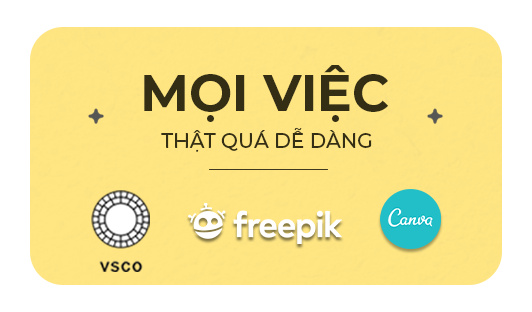 MỌI VIỆC
THẬT QUÁ DỄ DÀNG
freepik
Canva
VSCO